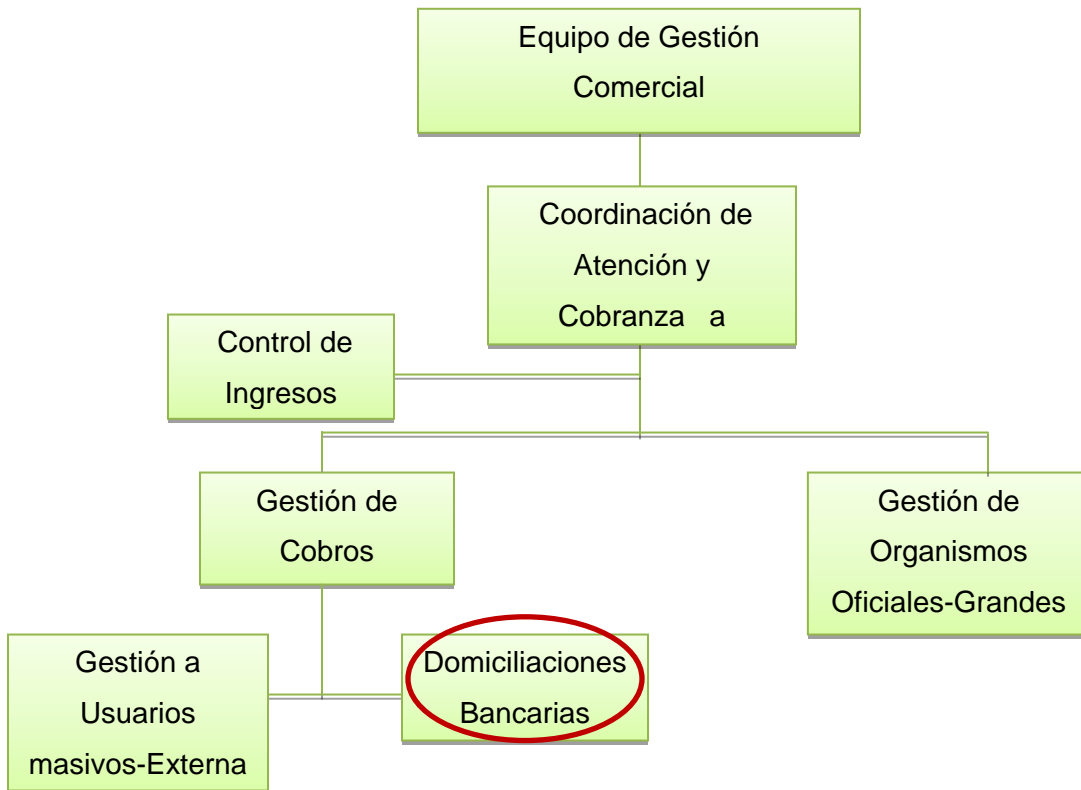 Equipo de Gestión
Comercial
Coordinación de
Atención y
Cobranza a
Control de
Ingresos
Gestión de
Cobros
Gestión de
Organismos
Oficiales-Grandes
Gestión a
Usuarios
masivos-Externa
Domiciliaciones
Bancarias